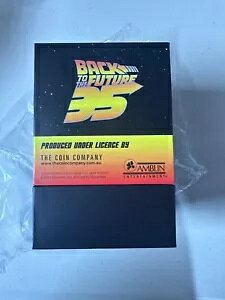 BACK
TO THE FUTURE
35
PRODUCED UNDER LICENCE BY
THE COIN COMPANY
www.thecoincompany.com.au
AMBLIN
ENTERTAINMENT